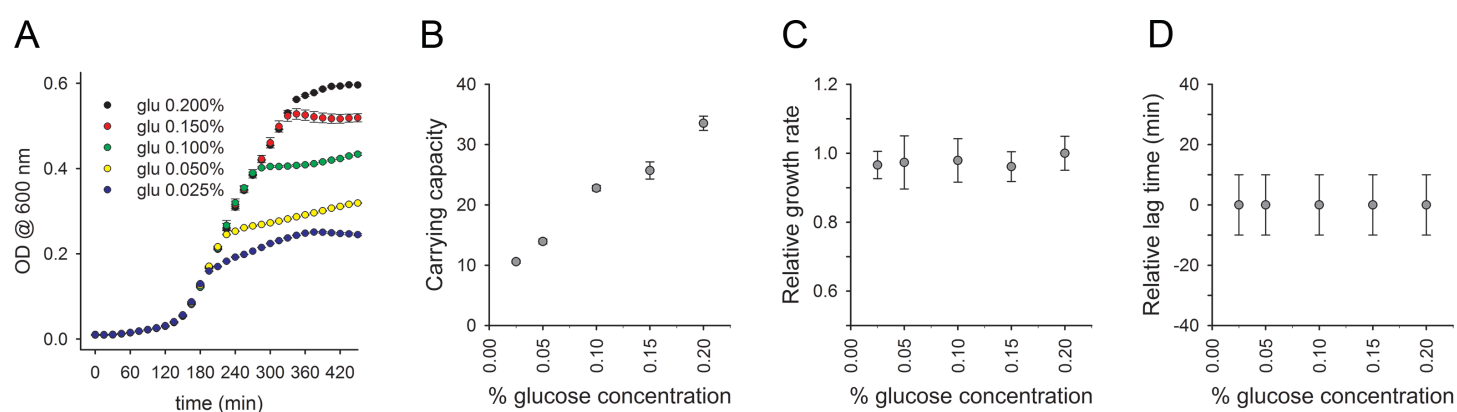 A
OD @ 600 nm
0.6
0.4
0.2
0.0
glu 0.200%
glu 0.150%
glu 0.100%
glu 0.050%
glu 0.025%
0 60 120 180 240 300 360 420
time (min)
B
Carrying capacity
40
30
20
10
0
0.00 0.05 0.10 0.15 0.20
% glucose concentration
C
Relative growth rate
1.2
1.0
0.8
0.6
0.00 0.05 0.10 0.15 0.20
% glucose concentration
D
Relative lag time (min)
40
20
0
-20
-40
0.00 0.05 0.10 0.15 0.20
% glucose concentration